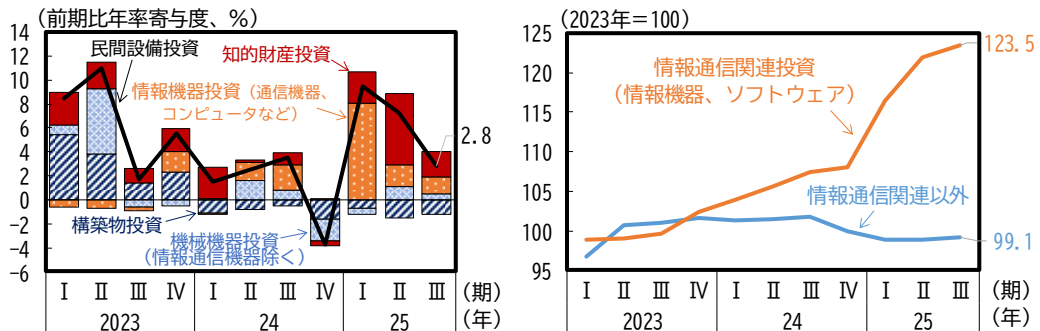 （前期比年率寄与度、％）
14
12
10
8
6
4
2
0
−2
−4
−6
民間設備投資
知的財産投資
情報機器投資（通信機器、
コンピュータなど）
2.8
構築物投資
機械機器投資
（情報通信機器除く）
Ⅰ Ⅱ Ⅲ Ⅳ Ⅰ Ⅱ Ⅲ Ⅳ Ⅰ Ⅱ Ⅲ （期）
2023 24 25 （年）
（2023年＝100）
125
120
115
110
105
100
95
123.5
情報通信関連投資
（情報機器、ソフトウェア）
情報通信関連以外
99.1
Ⅰ Ⅱ Ⅲ Ⅳ Ⅰ Ⅱ Ⅲ Ⅳ Ⅰ Ⅱ Ⅲ （期）
2023 24 25 （年）